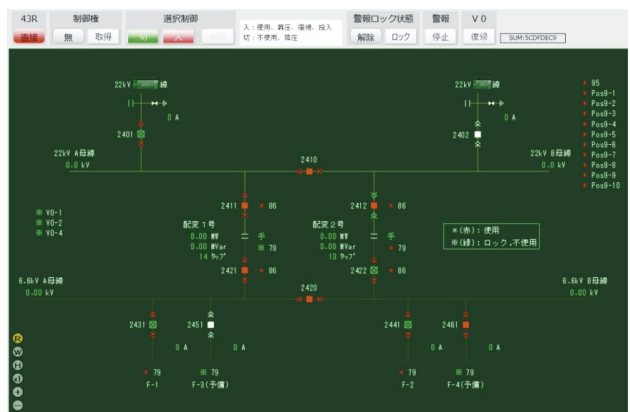 43R 制御権 選択制御 警報ロック状態 警報 V0
直接 無 取得 切 入 入：使用、昇圧、復帰、投入 解除 ロック 停止 復帰 SUM:5CDFDEC9
切：不使用、降圧
22kV 線 22kV 線
0 A 0 A
2401 2402
22kV A母線 22kV B母線
0.0 kV 0.0 kV
2410
* 95
* Pos9-1
* Pos9-2
* Pos9-3
* Pos9-4
* Pos9-5
* Pos9-6
* Pos9-7
* Pos9-8
* Pos9-9
* Pos9-10
※ V0-1
※ V0-2
※ V0-4
2411 * 86 2412 * 86
配変1号 配変2号
0.00 MW 手 0.00 MW 手
0.00 MVar ※ 79 0.00 MVar * 79
14 ﾀｯﾌﾟ 13 ﾀｯﾌﾟ
*(赤)：使用
※(緑)：ロック,不使用
2421 * 86 2422 * 86
6.6kV A母線 6.6kV B母線
0.00 kV 0.00 kV
2420
2431 2451 2441 2461
0 A 0 A 0 A 0 A
* 79 ※ 79 * 79 ※ 79
F-1 F-3(予備) F-2 F-4(予備)
R
W
H